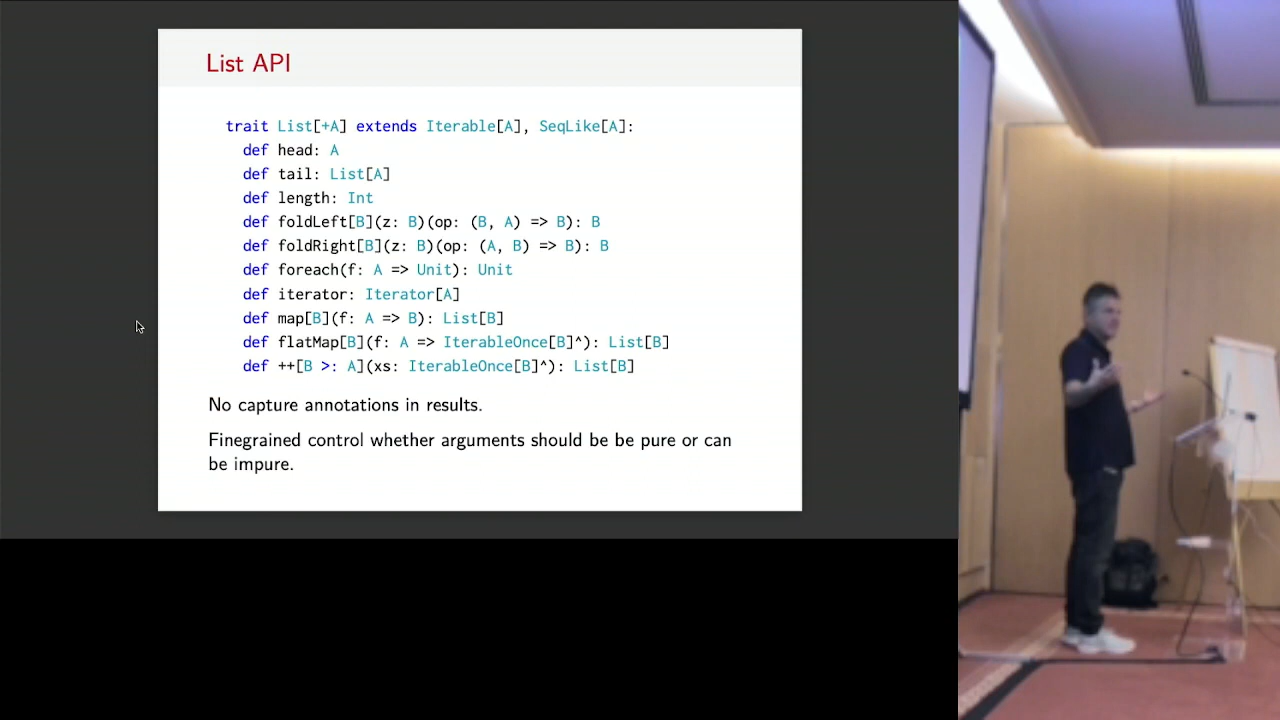 List API
trait List[+A] extends Iterable[A], SeqLike[A]:
def head: A
def tail: List[A]
def length: Int
def foldLeft[B](z: B)(op: (B, A) => B): B
def foldRight[B](z: B)(op: (A, B) => B): B
def foreach(f: A => Unit): Unit
def iterator: Iterator[A]
def map[B](f: A => B): List[B]
def flatMap[B](f: A => IterableOnce[B]^): List[B]
def ++[B >: A](xs: IterableOnce[B]^): List[B]
No capture annotations in results.
Finegrained control whether arguments should be be pure or can
be impure.